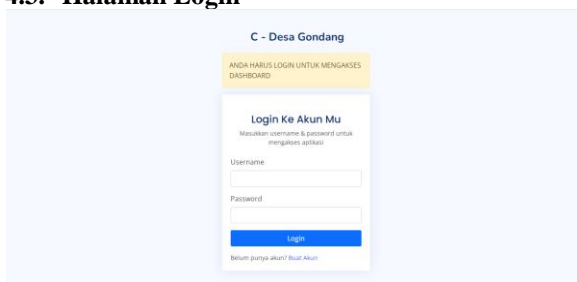 4.3. Halaman Login
C - Desa Gondang
ANDA HARUS LOGIN UNTUK MENGAKSES
DASHBOARD
Login Ke Akun Mu
Masukkan username & password untuk
mengakses aplikasi
Username
Password
Login
Belum punya akun? Buat Akun